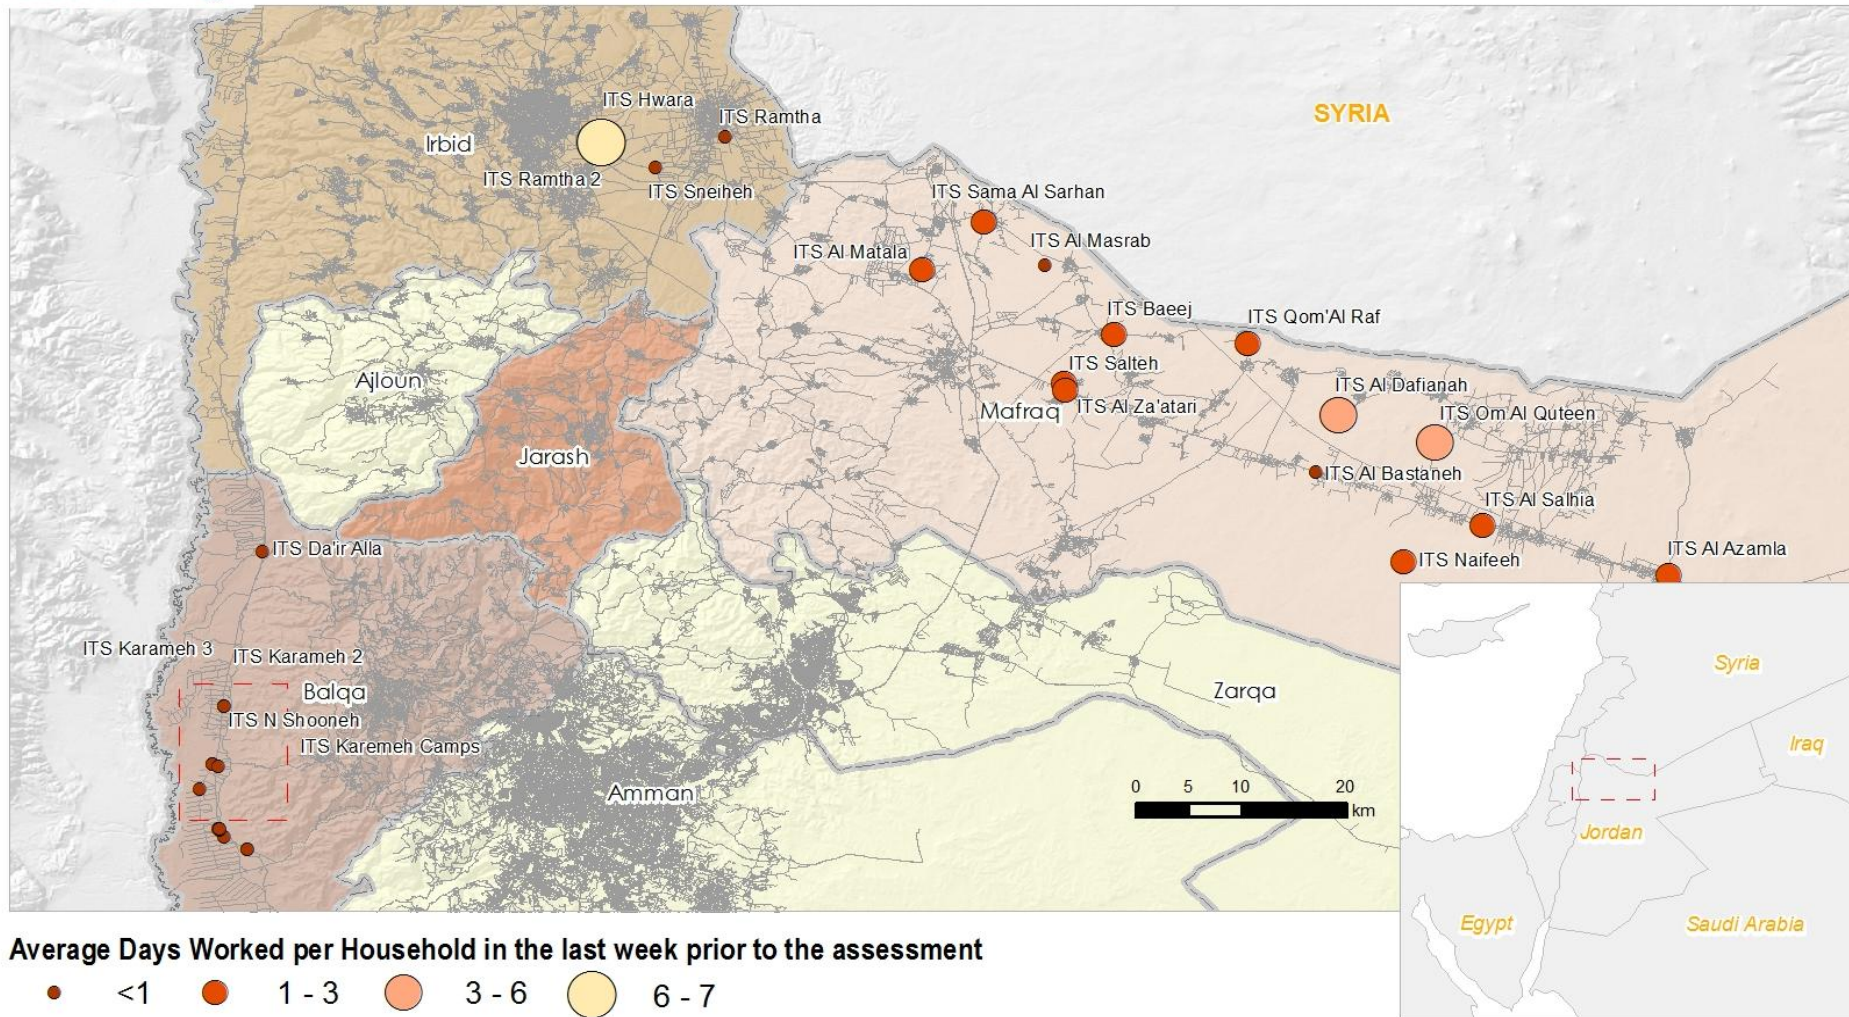 SYRIA
ITS Hwara
ITS Ramtha
Irbid
ITS Ramtha 2
ITS Sneiheh
ITS Sama Al Sarhan
ITS Al Matala
ITS Al Masrab
ITS Baeej
ITS Qom'Al Raf
ITS Salteh
Ajloun
ITS Al Dafianah
Mafraq
ITS Al Za'atari
ITS Om Al Quteen
Jarash
ITS Al Bastaneh
ITS Al Salhia
ITS Da'ir Alla
ITS Naifeeh
ITS Al Azamla
ITS Karameh 3
ITS Karameh 2
Balqa
ITS N Shooneh
ITS Karemeh Camps
Zarqa
Amman
0 5 10 20
km
Syria
Iraq
Jordan
Egypt
Saudi Arabia
Average Days Worked per Household in the last week prior to the assessment
<1 1 - 3 3 - 6 6 - 7